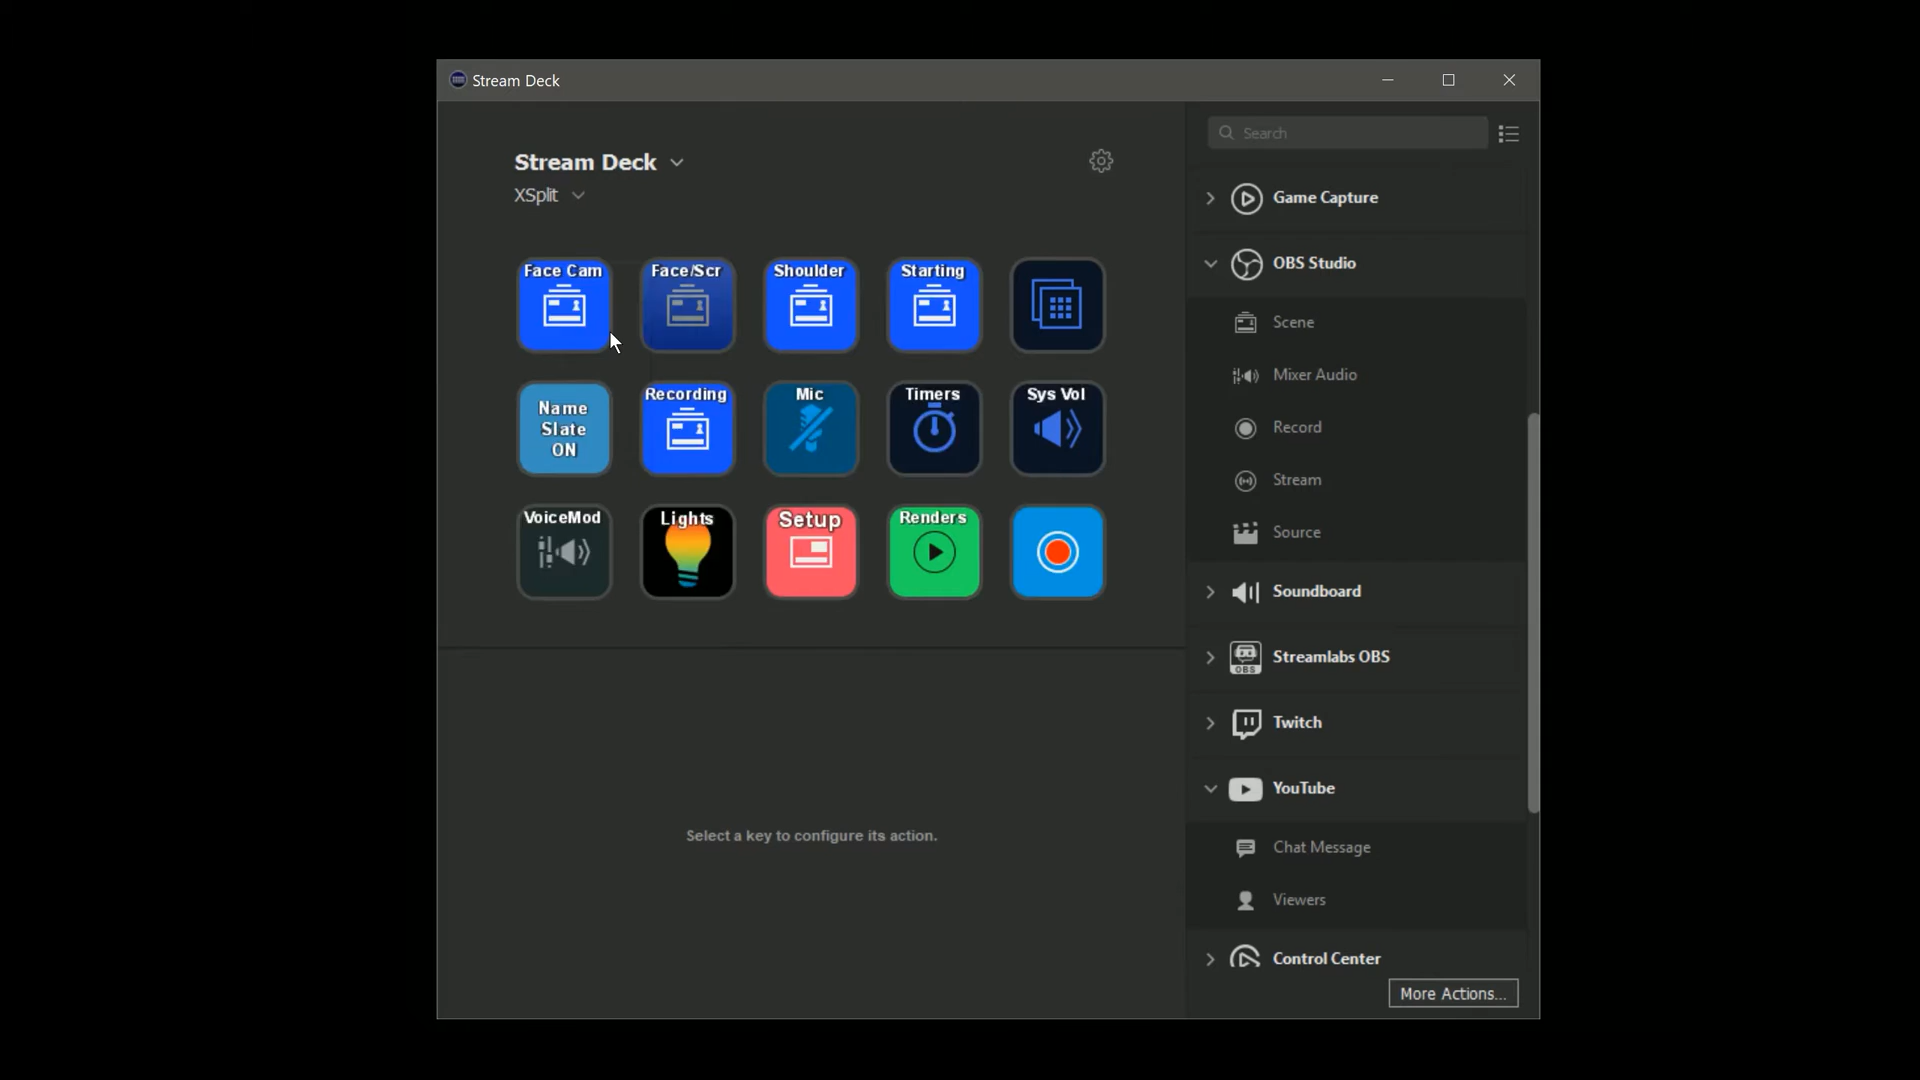 Stream Deck
Search
Stream Deck
XSplit
Face Cam
Face/Scr
Shoulder
Starting
Name
Slate
ON
Recording
Mic
Timers
Sys Vol
VoiceMod
Lights
Setup
Renders
Select a key to configure its action.
Game Capture
OBS Studio
Scene
Mixer Audio
Record
Stream
Source
Soundboard
OBS
Streamlabs OBS
Twitch
YouTube
Chat Message
Viewers
Control Center
More Actions...